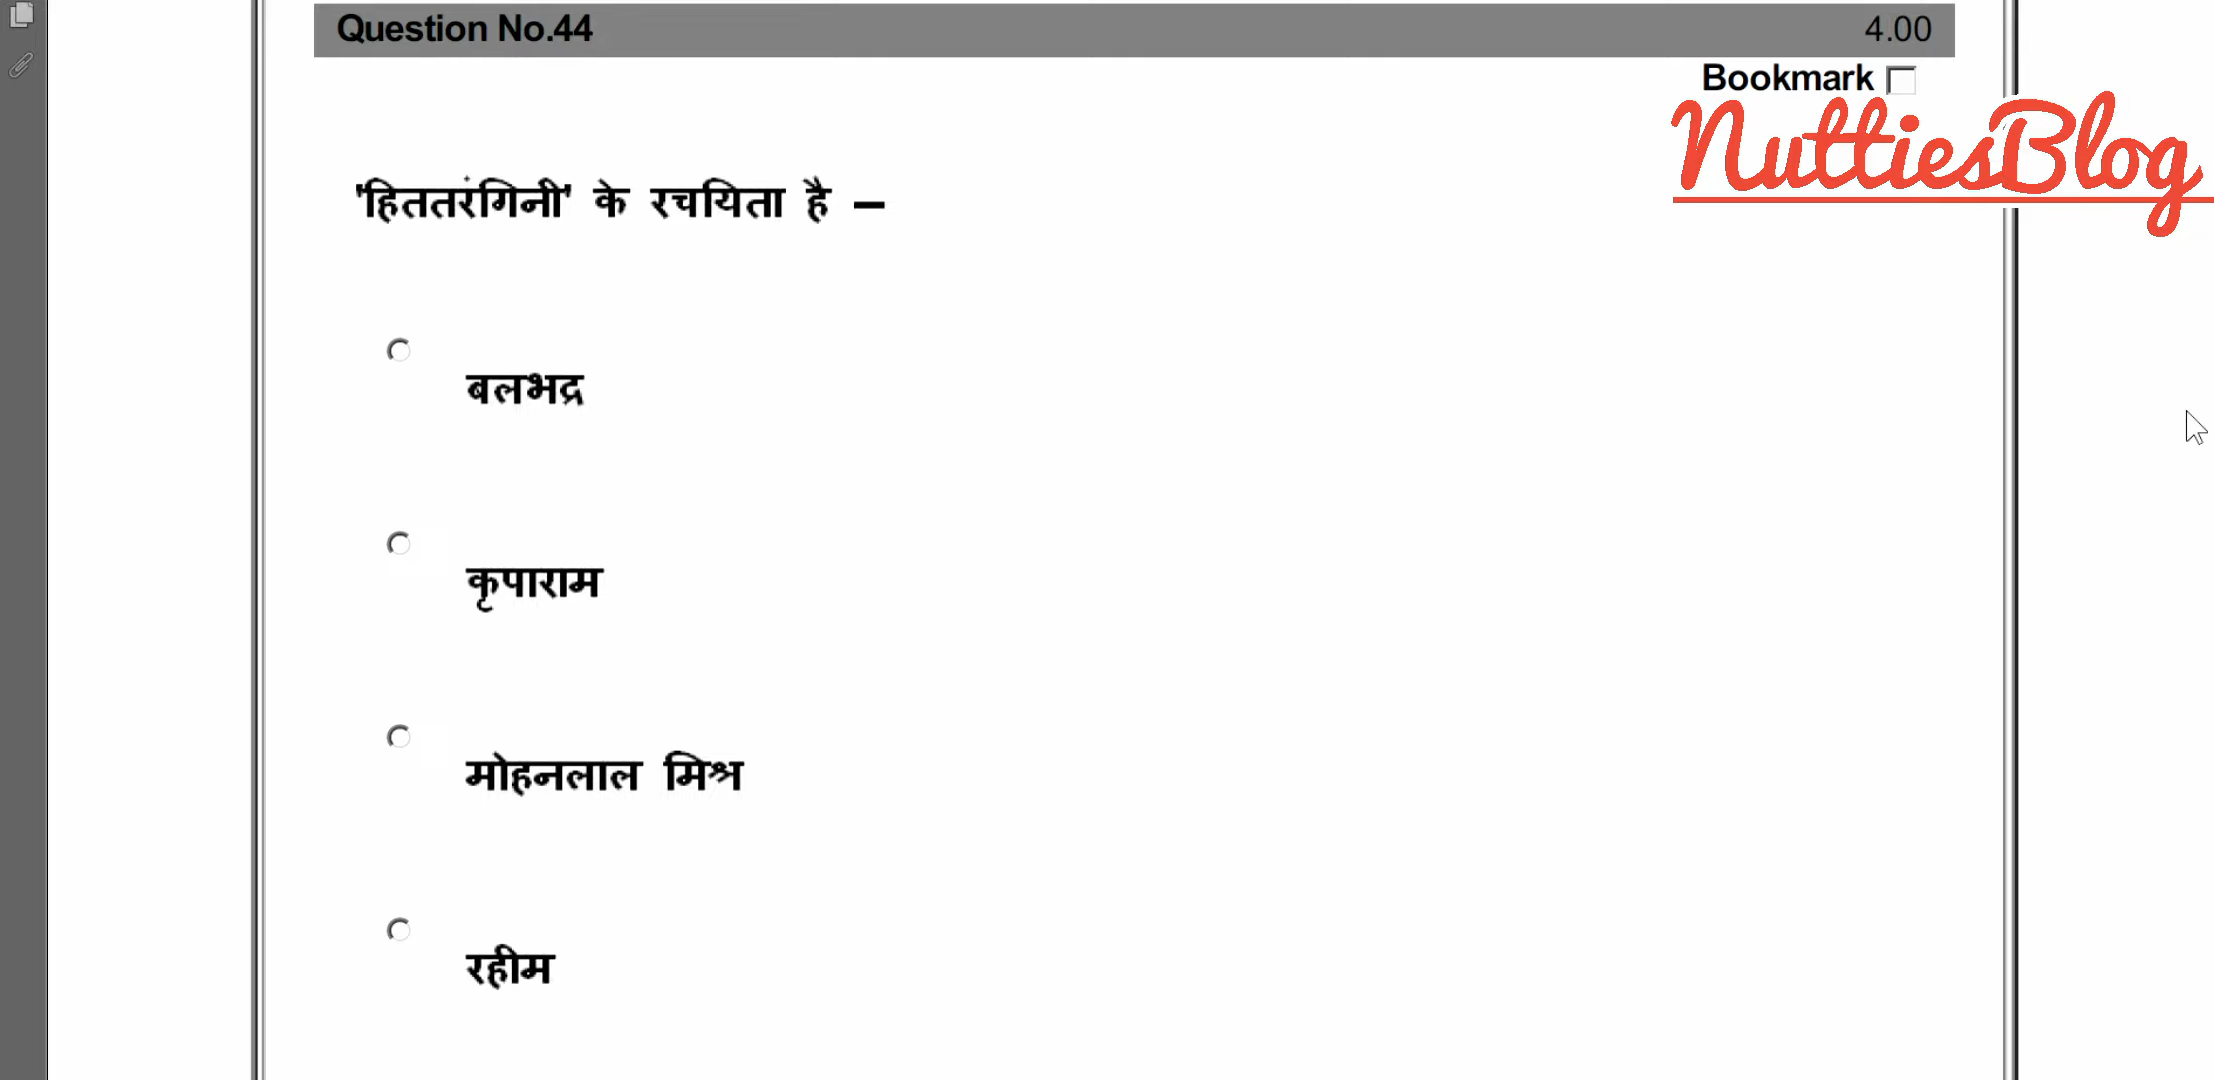 Question No.44 4.00
Bookmark
NuttiesBlog
'हिततरंगिनी' के रचयिता है –
बलभद्र
कृपाराम
मोहनलाल मिश्र
रहीम